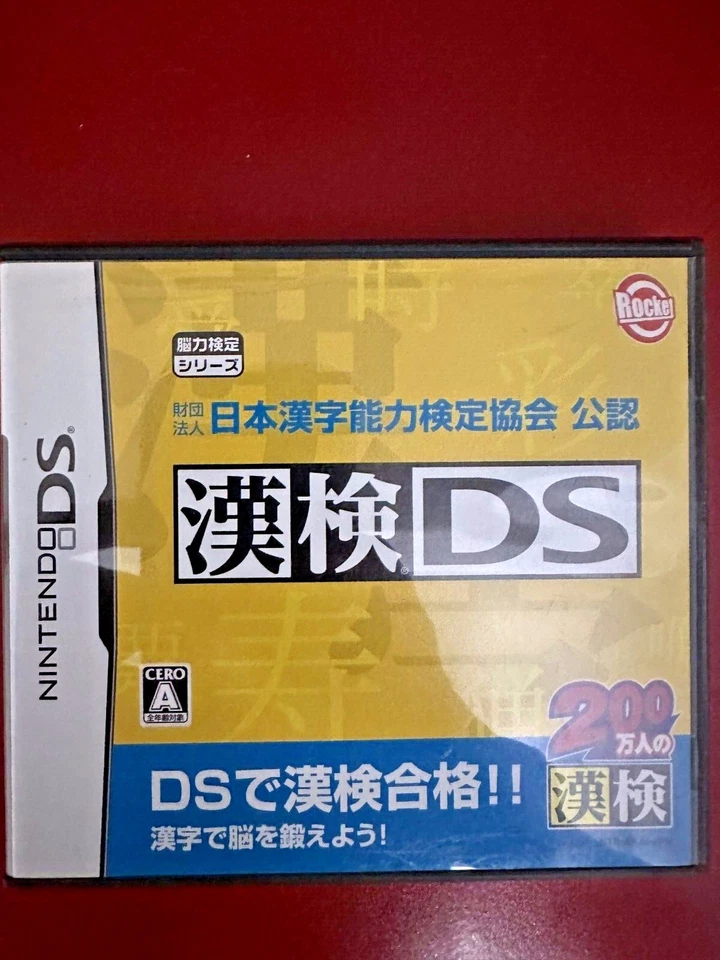 NINTENDO DS®
Rocket
脳力検定
シリーズ
財団
法人
日本漢字能力検定協会 公認
漢検®DS
CERO
A
全年齢対象
200
万人の
漢検
DSで漢検合格!!
漢字で脳を鍛えよう!